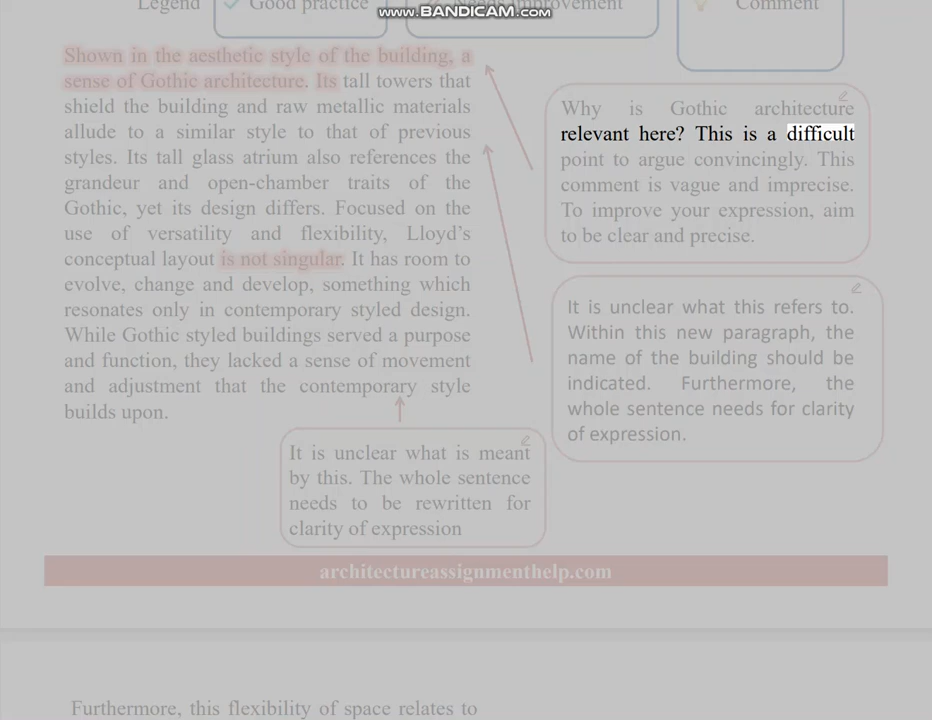 www.BANDICAM.com
Legend
Good practice
Needs improvement
Comment
Shown in the aesthetic style of the building, a
sense of Gothic architecture. Its tall towers that
shield the building and raw metallic materials
allude to a similar style to that of previous
styles. Its tall glass atrium also references the
grandeur and open-chamber traits of the
Gothic, yet its design differs. Focused on the
use of versatility and flexibility, Lloyd’s
conceptual layout is not singular. It has room to
evolve, change and develop, something which
resonates only in contemporary styled design.
While Gothic styled buildings served a purpose
and function, they lacked a sense of movement
and adjustment that the contemporary style
builds upon.
Why is Gothic architecture
relevant here? This is a difficult
point to argue convincingly. This
comment is vague and imprecise.
To improve your expression, aim
to be clear and precise.
It is unclear what this refers to.
Within this new paragraph, the
name of the building should be
indicated. Furthermore, the
whole sentence needs for clarity
of expression.
It is unclear what is meant
by this. The whole sentence
needs to be rewritten for
clarity of expression
architectureassignmenthelp.com
Furthermore, this flexibility of space relates to